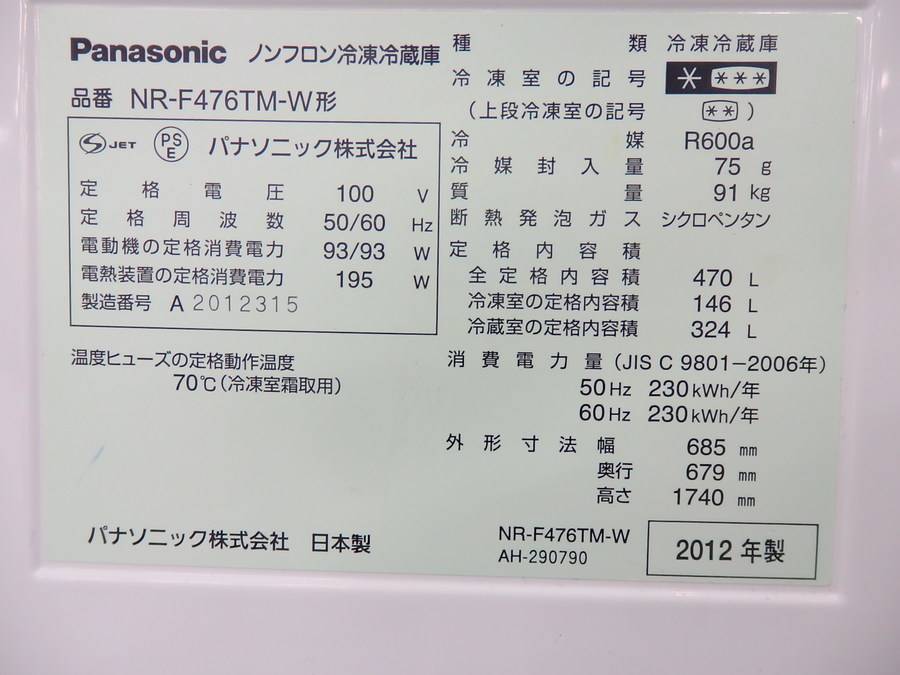 Panasonic ノンフロン冷凍冷蔵庫
品番 NR-F476TM-W形
S JET PSE パナソニック株式会社
定格電圧 100 V
定格周波数 50/60 Hz
電動機の定格消費電力 93/93 W
電熱装置の定格消費電力 195 W
製造番号 A 2012315
温度ヒューズの定格動作温度
70℃(冷凍室霜取用)
パナソニック株式会社 日本製
種類 冷凍冷蔵庫
冷凍室の記号 * ***
(上段冷凍室の記号 ** )
冷媒 R600a
冷媒封入量 75 g
質量 91 kg
断熱発泡ガス シクロペンタン
定格内容積
全定格内容積 470 L
冷凍室の定格内容積 146 L
冷蔵室の定格内容積 324 L
消費電力量(JIS C 9801-2006年)
50Hz 230kWh/年
60Hz 230kWh/年
外形寸法幅 685 mm
奥行 679 mm
高さ 1740 mm
NR-F476TM-W
AH-290790
2012年製